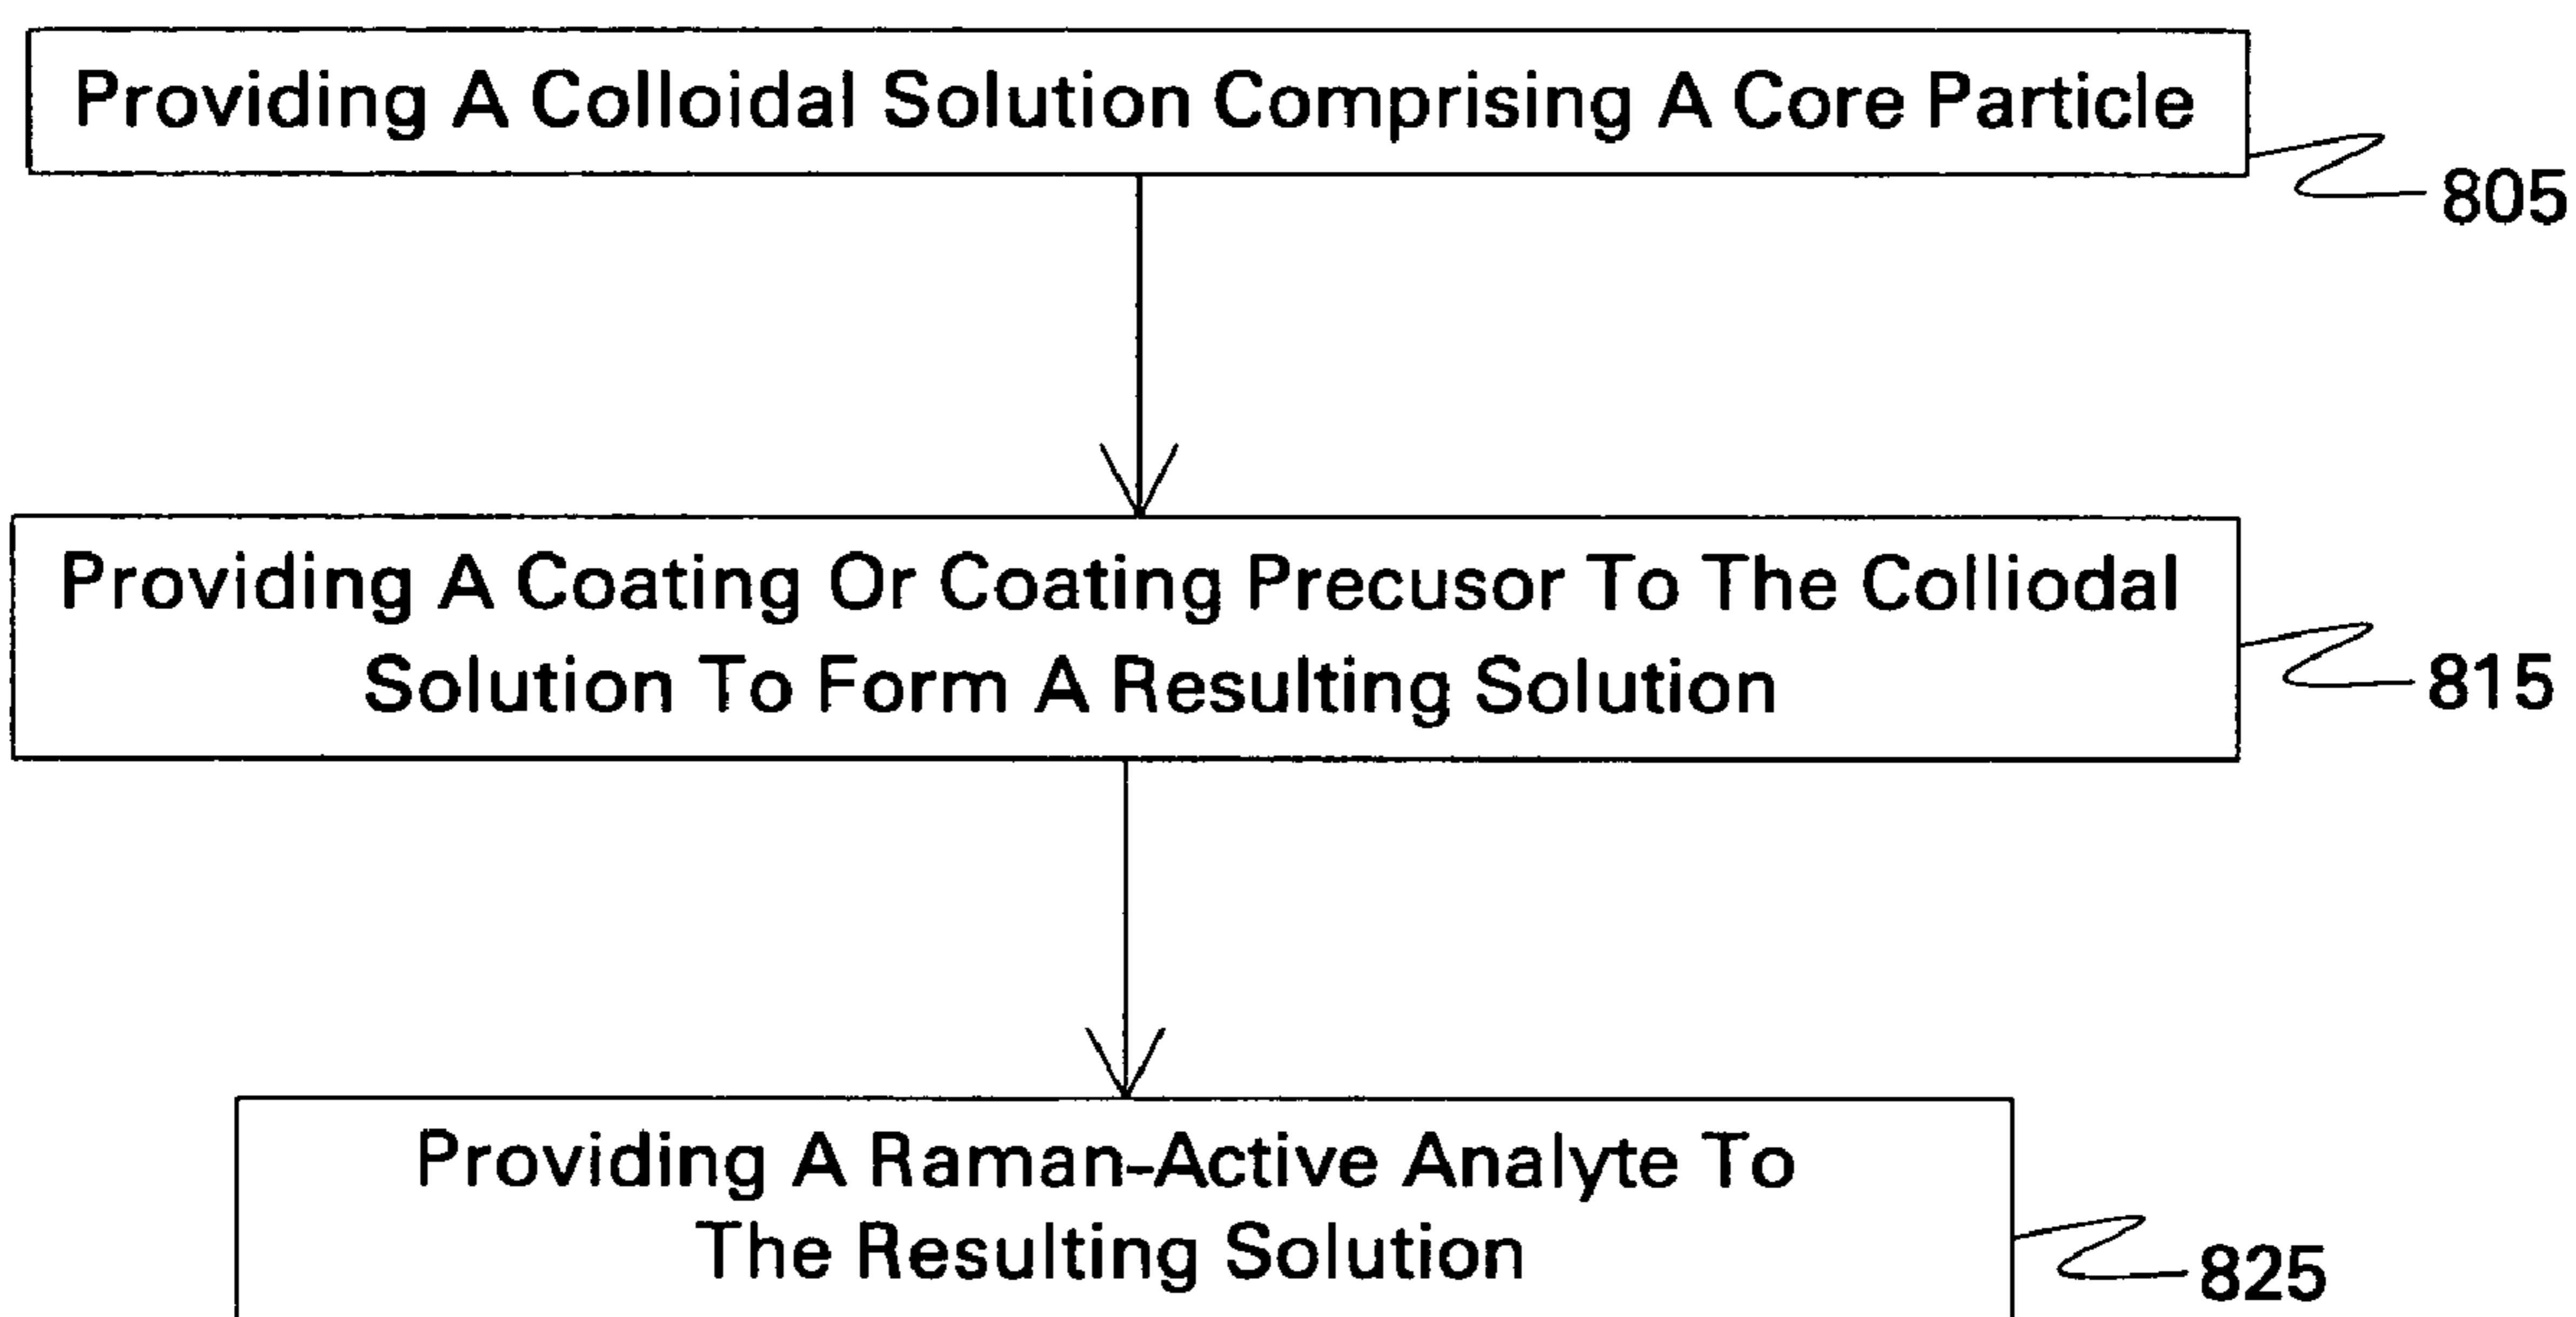 Providing A Colloidal Solution Comprising A Core Particle
805
Providing A Coating Or Coating Precusor To The Colliodal
Solution To Form A Resulting Solution
815
Providing A Raman-Active Analyte To
The Resulting Solution
825